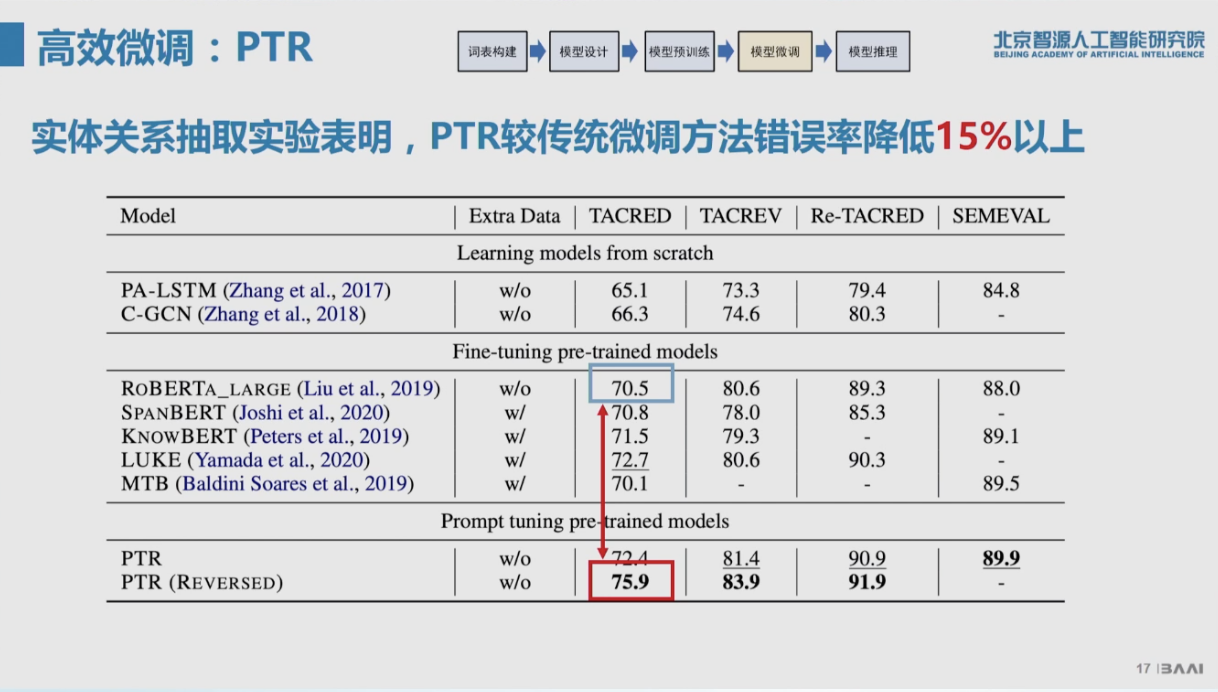 高效微调：PTR
词表构建 模型设计 模型预训练 模型微调 模型推理
北京智源人工智能研究院
BEIJING ACADEMY OF ARTIFICIAL INTELLIGENCE
实体关系抽取实验表明，PTR较传统微调方法错误率降低15%以上
Model Extra Data TACRED TACREV Re-TACRED SEMEVAL
Learning models from scratch
PA-LSTM (Zhang et al., 2017) w/o 65.1 73.3 79.4 84.8
C-GCN (Zhang et al., 2018) w/o 66.3 74.6 80.3 -
Fine-tuning pre-trained models
ROBERTA_LARGE (Liu et al., 2019) w/o 70.5 80.6 89.3 88.0
SPANBERT (Joshi et al., 2020) w/ 70.8 78.0 85.3 -
KNOWBERT (Peters et al., 2019) w/ 71.5 79.3 - 89.1
LUKE (Yamada et al., 2020) w/ 72.7 80.6 90.3 -
MTB (Baldini Soares et al., 2019) w/ 70.1 - - 89.5
Prompt tuning pre-trained models
PTR w/o 72.4 81.4 90.9 89.9
PTR (REVERSED) w/o 75.9 83.9 91.9 -
17 BAAI